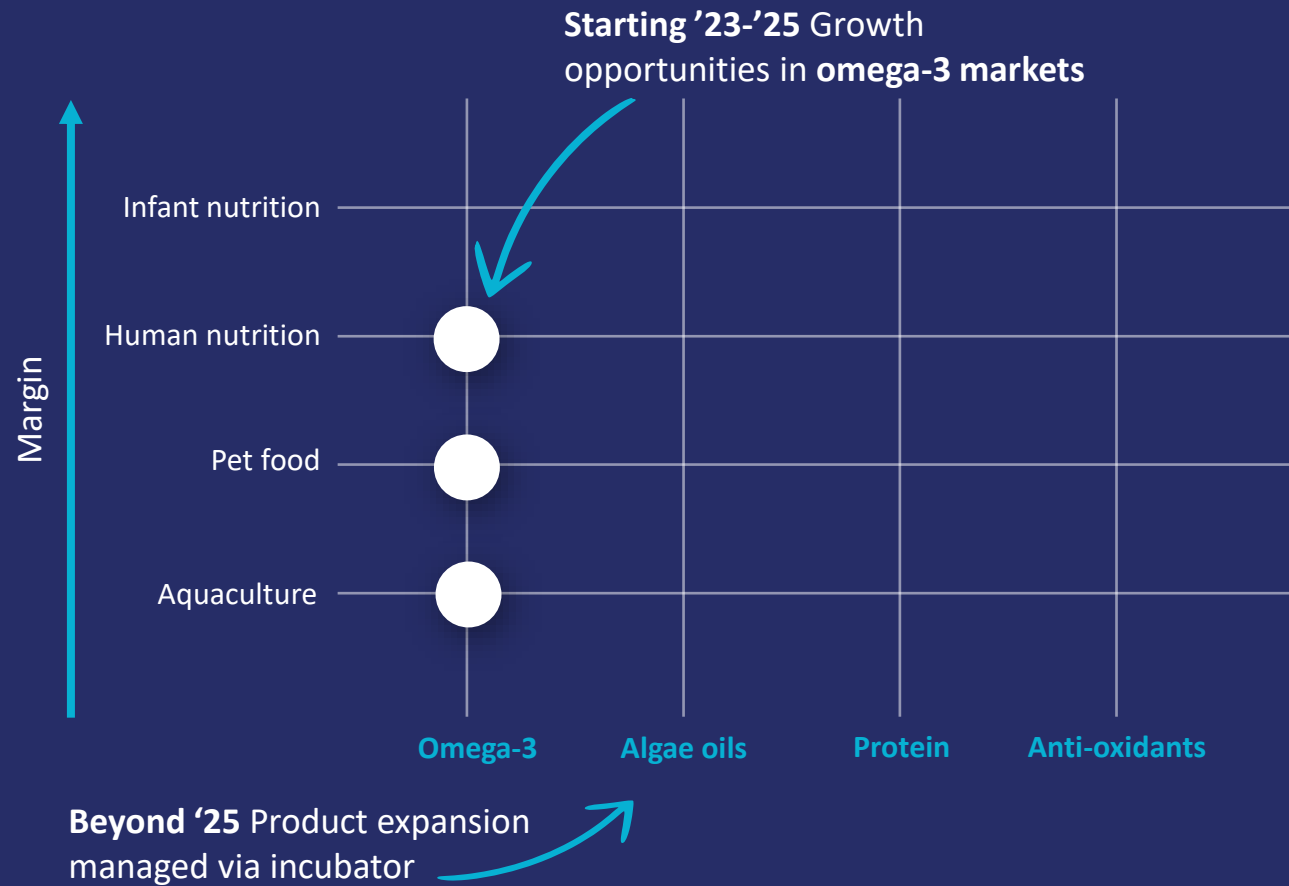 Starting ’23-’25 Growth
opportunities in omega-3 markets
Infant nutrition
Human nutrition
Pet food
Aquaculture
Margin
Omega-3
Algae oils
Protein
Anti-oxidants
Beyond ‘25 Product expansion
managed via incubator